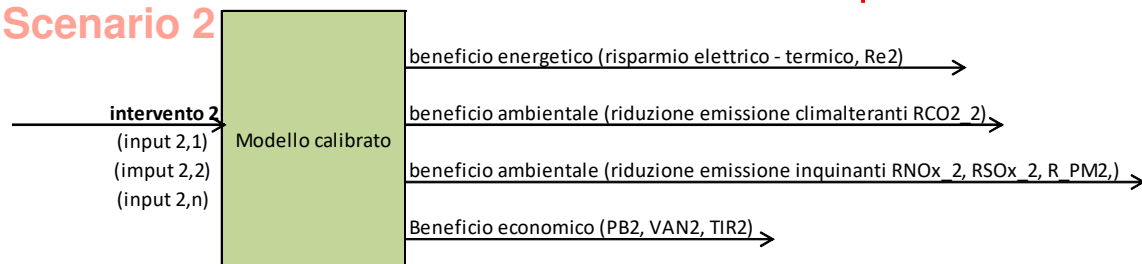 Scenario 2
beneficio energetico (risparmio elettrico - termico, Re2)
intervento 2
beneficio ambientale (riduzione emissione climalteranti RCO2_2)
(input 2,1)
Modello calibrato
(imput 2,2)
beneficio ambientale (riduzione emissione inquinanti RNOx_2, RSOx_2, R_PM2,)
(input 2,n)
Beneficio economico (PB2, VAN2, TIR2)